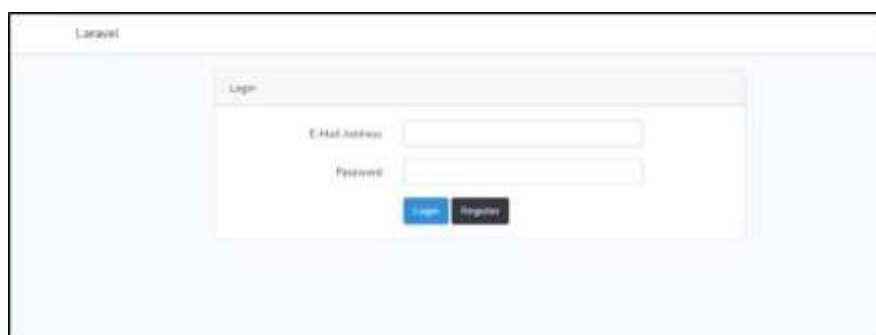 Laravel
Login
E-Mail Address
Password
Login Register